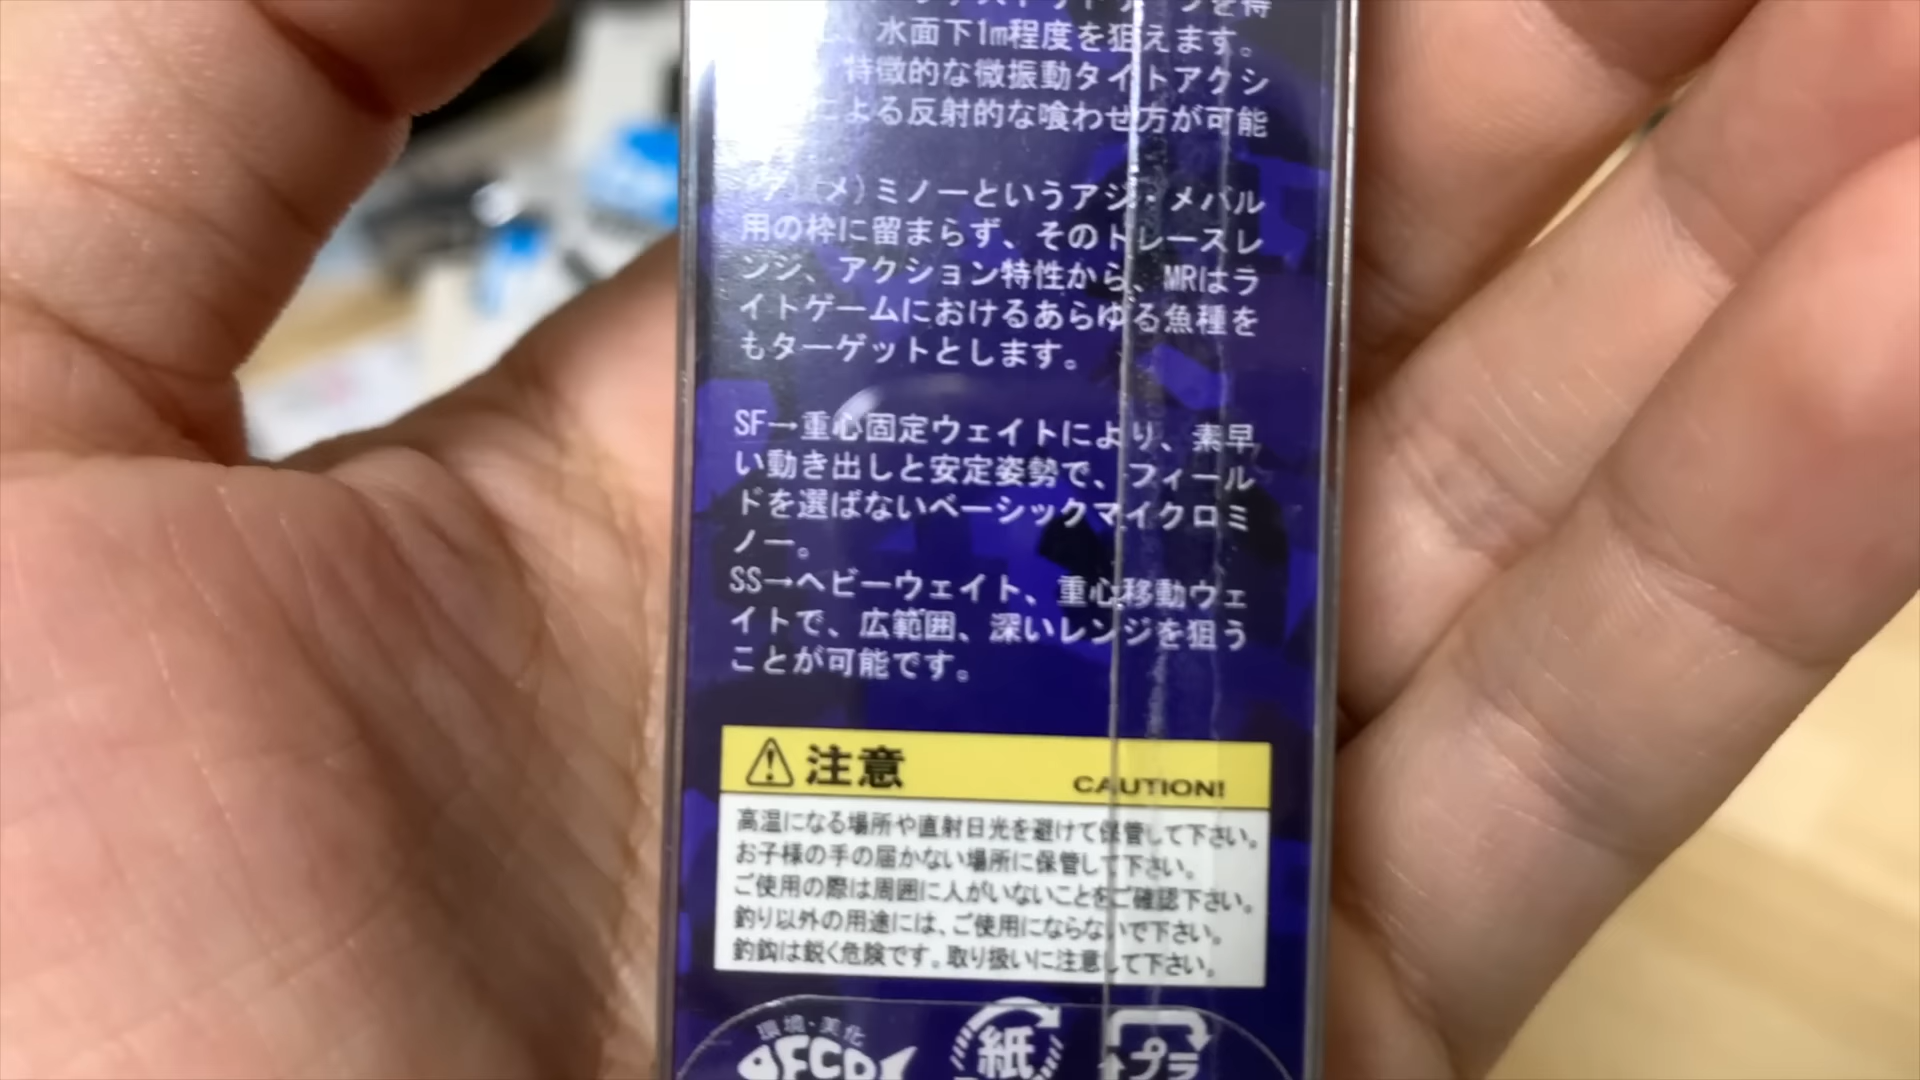 を得
水面下1m程度を狙えます。
特徴的な微振動タイトアクシ
による反射的な喰わせ方が可能
メ)ミノーというアジ・メバル
用の枠に留まらず、そのトレースレ
ンジ、アクション特性から、MRはラ
イトゲームにおけるあらゆる魚種を
もターゲットとします。
SF→重心固定ウェイトにより、素早
い動き出しと安定姿勢で、フィール
ドを選ばないベーシックマイクロミ
ノー。
SS→ヘビーウェイト、重心移動ウェ
イトで、広範囲、深いレンジを狙う
ことが可能です。
注意 CAUTION!
高温になる場所や直射日光を避けて保管して下さい。
お子様の手の届かない場所に保管して下さい。
ご使用の際は周囲に人がいないことをご確認下さい。
釣り以外の用途には、ご使用にならないで下さい。
釣鈎は鋭く危険です。取り扱いに注意して下さい。
環境・美化
紙
プラ